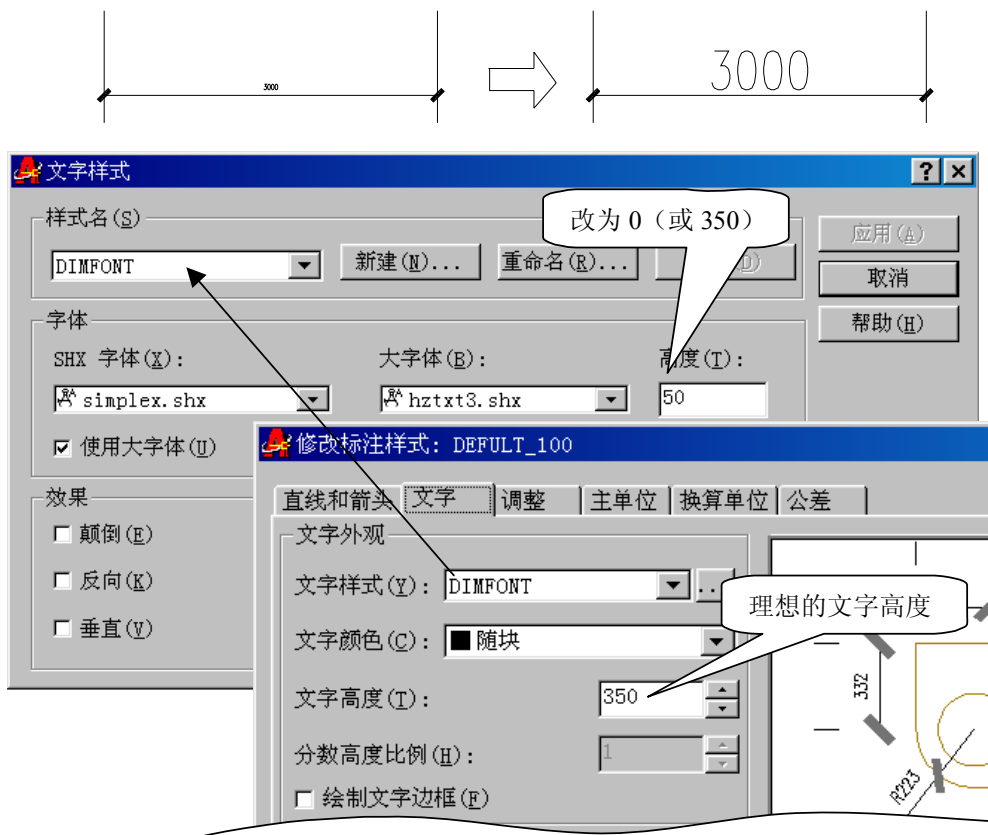 3000
3000
文字样式
样式名(S)
DIMFONT
新建(N)...
重命名(R)...
D)
改为 0（或 350）
应用(A)
取消
帮助(H)
字体
SHX 字体(X):
大字体(B):
高度(T):
simplex.shx
hztxt3.shx
50
使用大字体(U)
效果
颠倒(E)
反向(K)
垂直(V)
修改标注样式: DEFULT_100
直线和箭头
文字
调整
主单位
换算单位
公差
文字外观
文字样式(Y):
DIMFONT
..
理想的文字高度
文字颜色(C):
随块
文字高度(T):
350
分数高度比例(H):
1
绘制文字边框(F)
332
R223